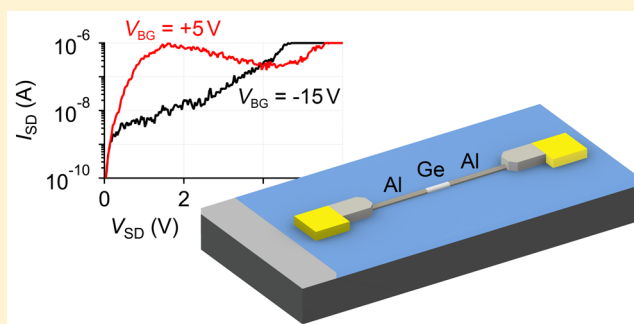 V_BG = +5 V
10^-6
10^-8
10^-10
I_SD (A)
V_BG = -15 V
0
2
V_SD (V)
Al
Ge
Al